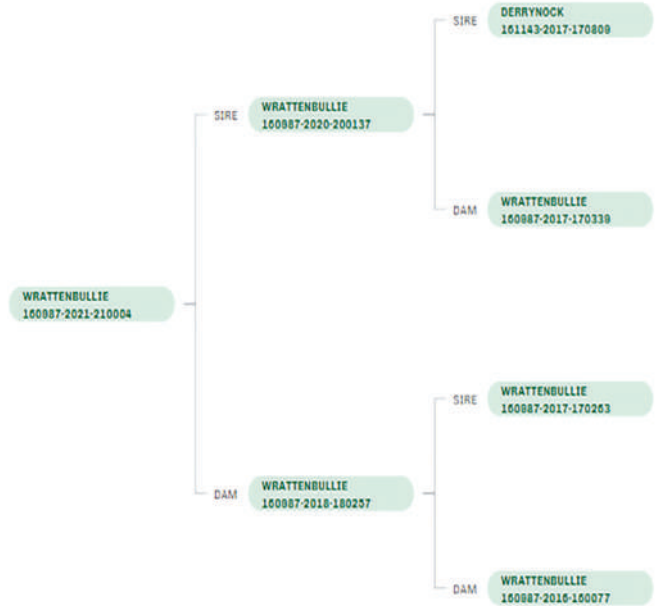 SIRE
DERRYNOCK
161143-2017-170809
SIRE
WRATTENBULLIE
160987-2020-200137
DAM
WRATTENBULLIE
160987-2017-170339
WRATTENBULLIE
160987-2021-210004
SIRE
WRATTENBULLIE
160987-2017-170263
DAM
WRATTENBULLIE
160987-2018-180257
DAM
WRATTENBULLIE
160987-2016-160077